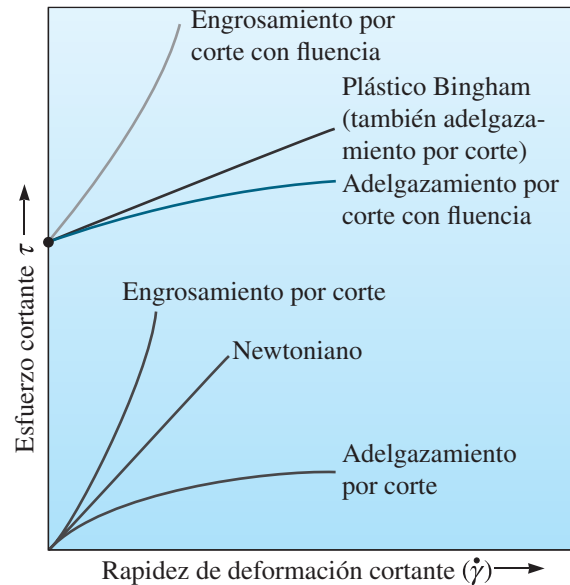 Engrosamiento por
corte con fluencia
Plástico Bingham
(también adelgaza-
miento por corte)
Adelgazamiento por
corte con fluencia
Esfuerzo cortante τ
Engrosamiento por corte
Newtoniano
Adelgazamiento
por corte
Rapidez de deformación cortante (γ̇)